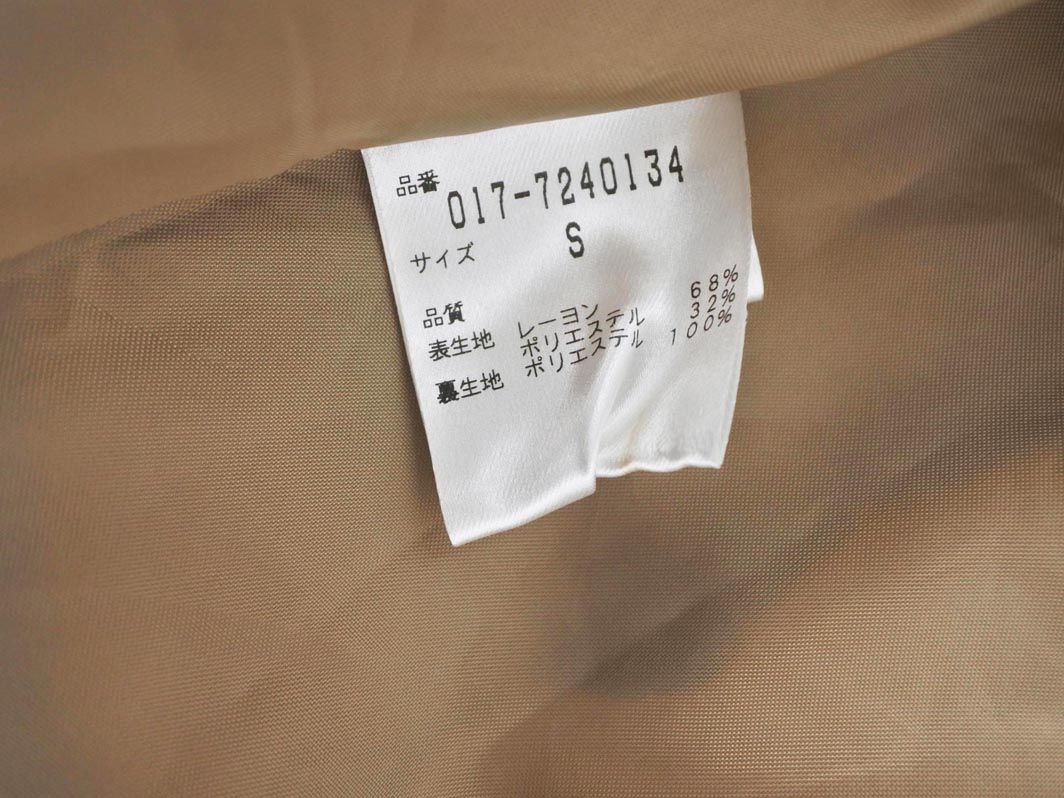 品番 017-7240134
サイズ S
品質
表生地 レーヨン 68%
ポリエステル 32%
裏生地 ポリエステル 100%